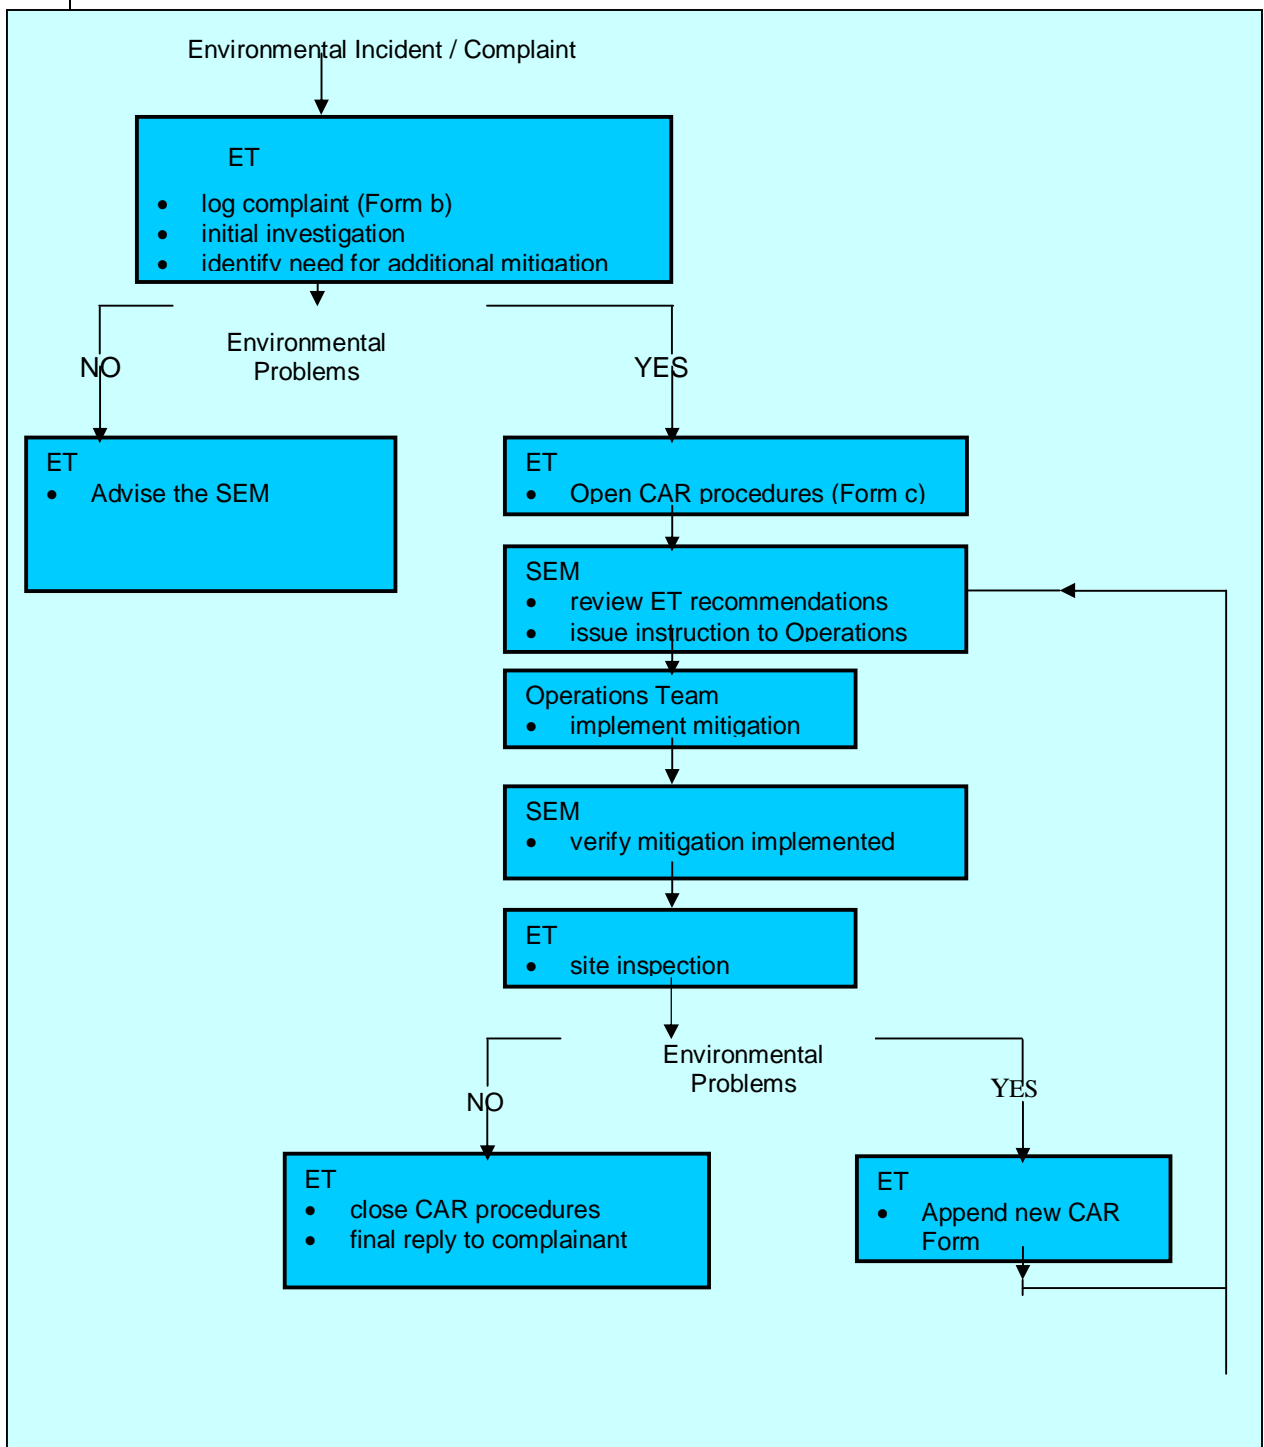 Environmental Incident / Complaint
ET
• log complaint (Form b)
• initial investigation
• identify need for additional mitigation
Environmental
Problems
NO
YES
ET
• Advise the SEM
ET
• Open CAR procedures (Form c)
SEM
• review ET recommendations
• issue instruction to Operations
Operations Team
• implement mitigation
SEM
• verify mitigation implemented
ET
• site inspection
Environmental
Problems
NO
YES
ET
• close CAR procedures
• final reply to complainant
ET
• Append new CAR
Form